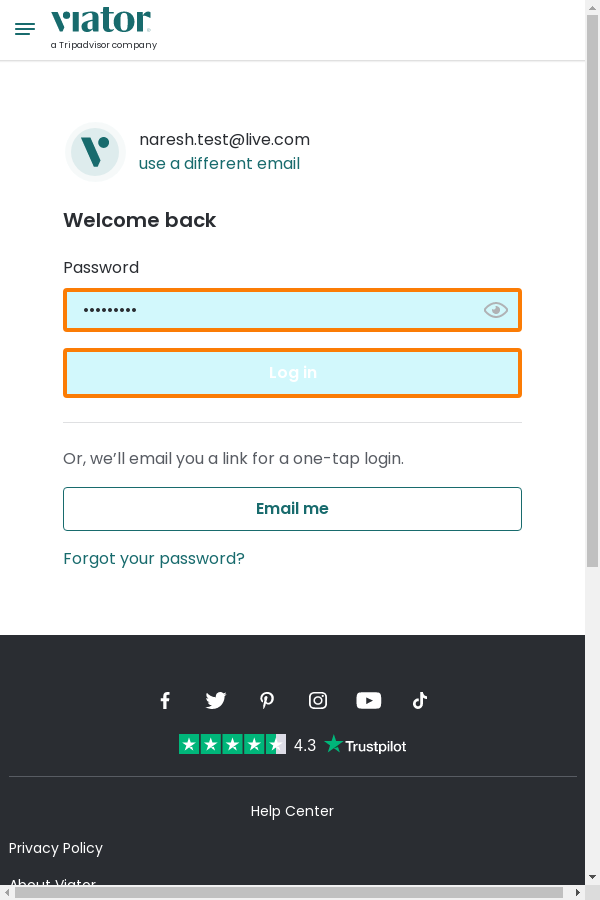 viator
a Tripadvisor company
naresh.test@live.com
use a different email
Welcome back
Password
•••••••••
Log in
Or, we’ll email you a link for a one-tap login.
Email me
Forgot your password?
4.3 Trustpilot
Help Center
Privacy Policy
About Viator